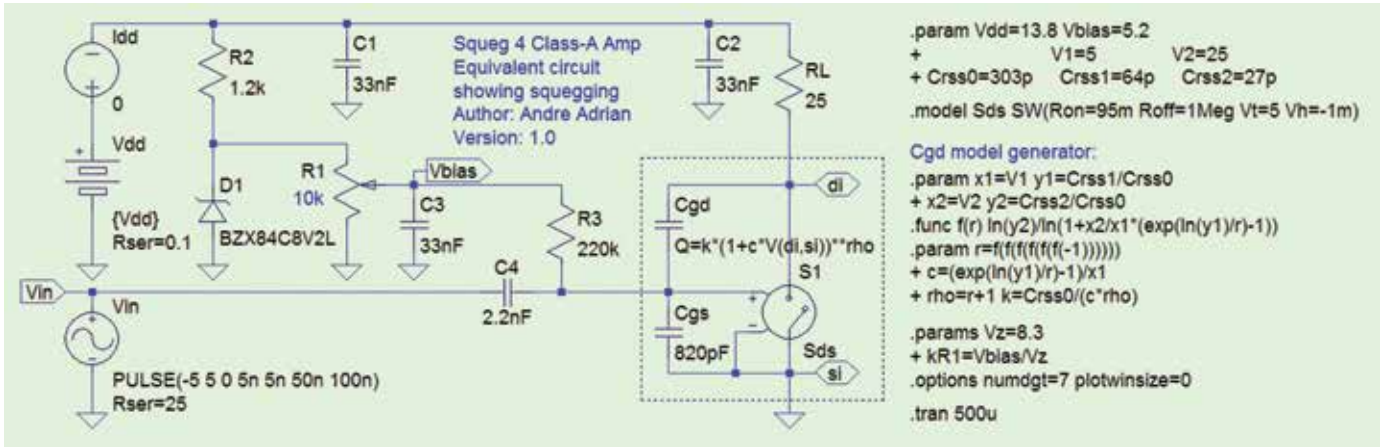 Idd
0
Vdd
{Vdd}
Rser=0.1
R2
1.2k
D1
BZX84C8V2L
C1
33nF
R1
10k
Squeg 4 Class-A Amp
Equivalent circuit
showing squegging
Author: Andre Adrian
Version: 1.0
Vbias
C3
33nF
R3
220k
C4
2.2nF
C2
33nF
RL
25
di
Cgd
Q=k*(1+c*V(di,si))**rho
S1
Cgs
820pF
Sds
si
Vin
Vin
PULSE(-5 5 0 5n 5n 50n 100n)
Rser=25
.param Vdd=13.8 Vbias=5.2
+ V1=5 V2=25
+ Crss0=303p Crss1=64p Crss2=27p
.model Sds SW(Ron=95m Roff=1Meg Vt=5 Vh=-1m)
Cgd model generator:
.param x1=V1 y1=Crss1/Crss0
+ x2=V2 y2=Crss2/Crss0
.func f(r) ln(y2)/ln(1+x2/x1*(exp(ln(y1)/r)-1))
.param r=f(f(f(f(f(f(-1))))))
+ c=(exp(ln(y1)/r)-1)/x1
+ rho=r+1 k=Crss0/(c*rho)
.params Vz=8.3
+ kR1=Vbias/Vz
.options numdgt=7 plotwinsize=0
.tran 500u